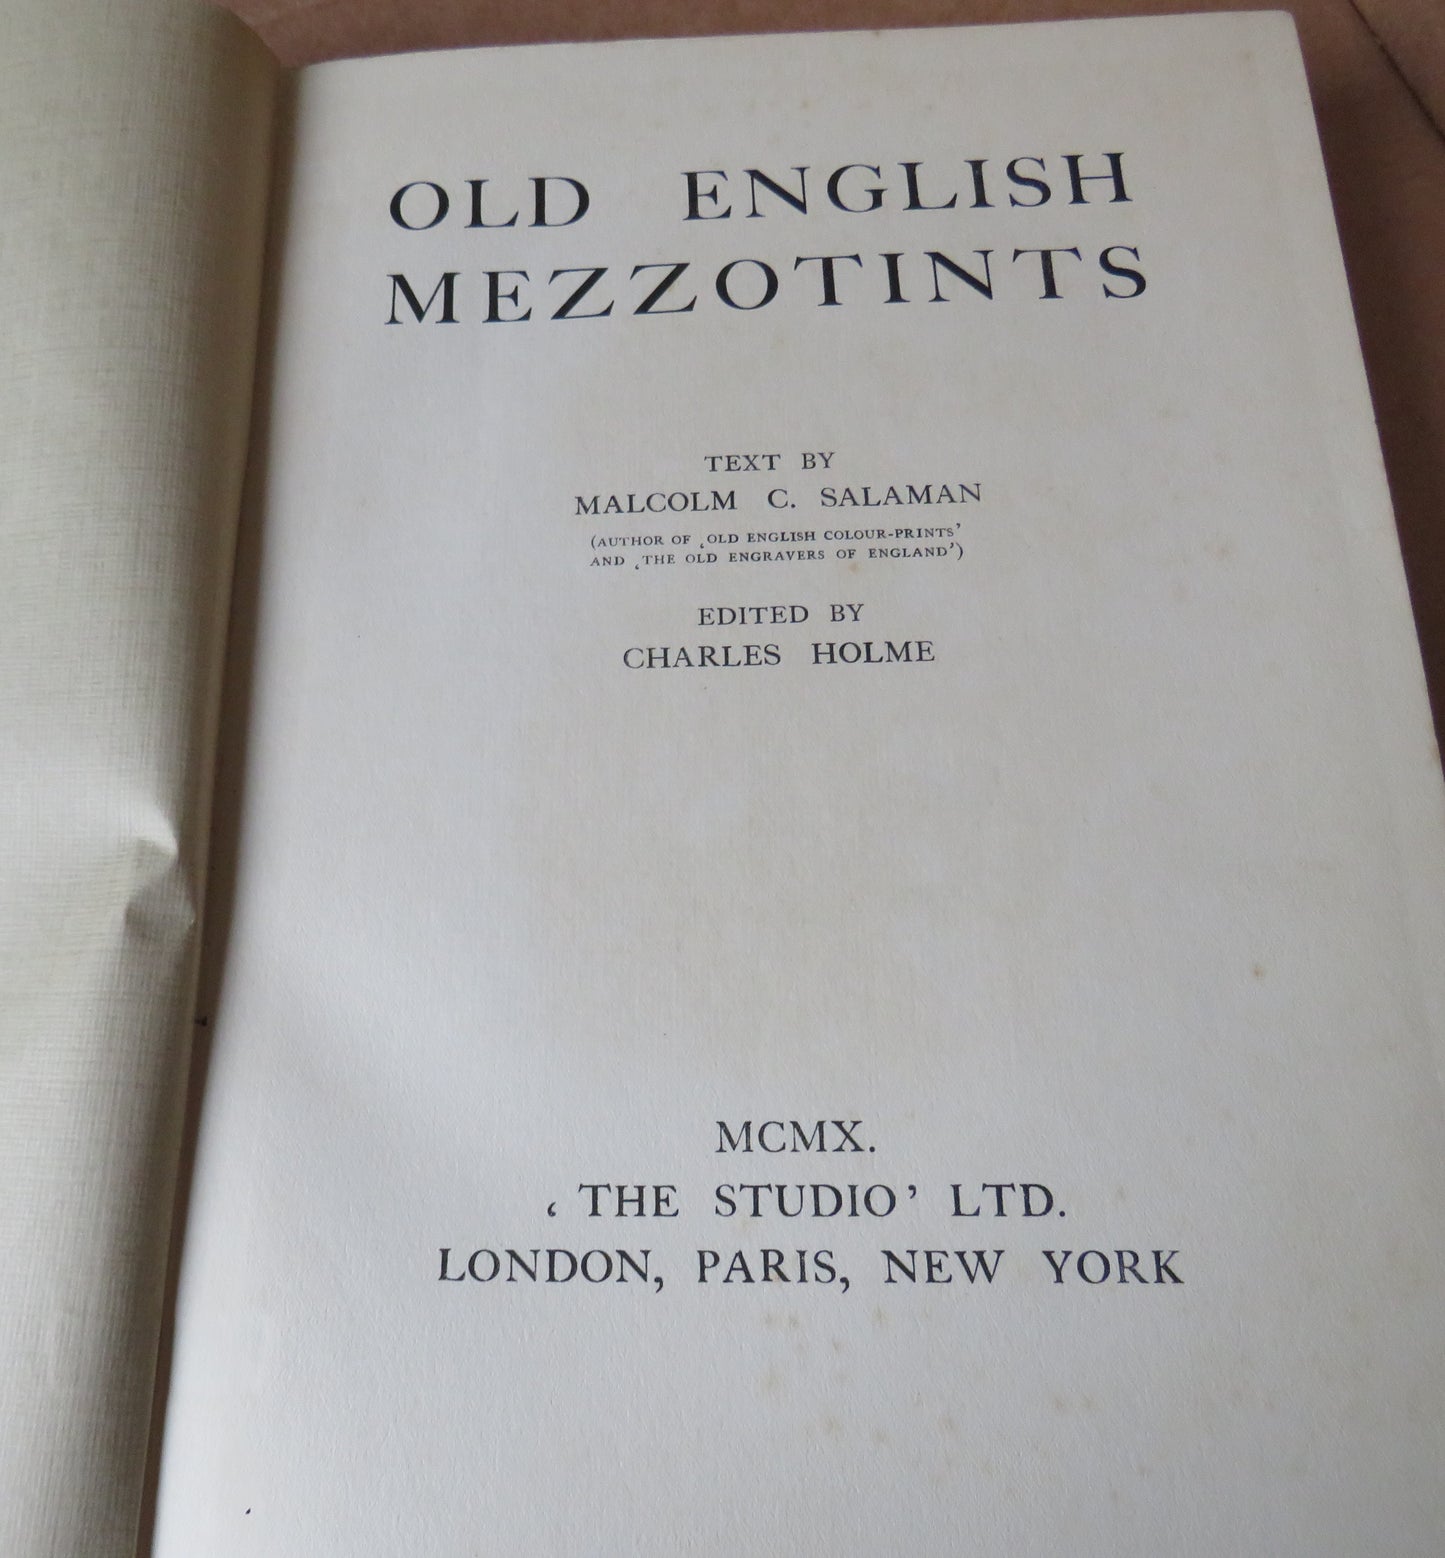 OLD ENGLISH
MEZZOTINTS
TEXT BY
MALCOLM C. SALAMAN
(AUTHOR OF ‚OLD ENGLISH COLOUR-PRINTS’
AND ‚THE OLD ENGRAVERS OF ENGLAND’)
EDITED BY
CHARLES HOLME
MCMX.
‘THE STUDIO’ LTD.
LONDON, PARIS, NEW YORK